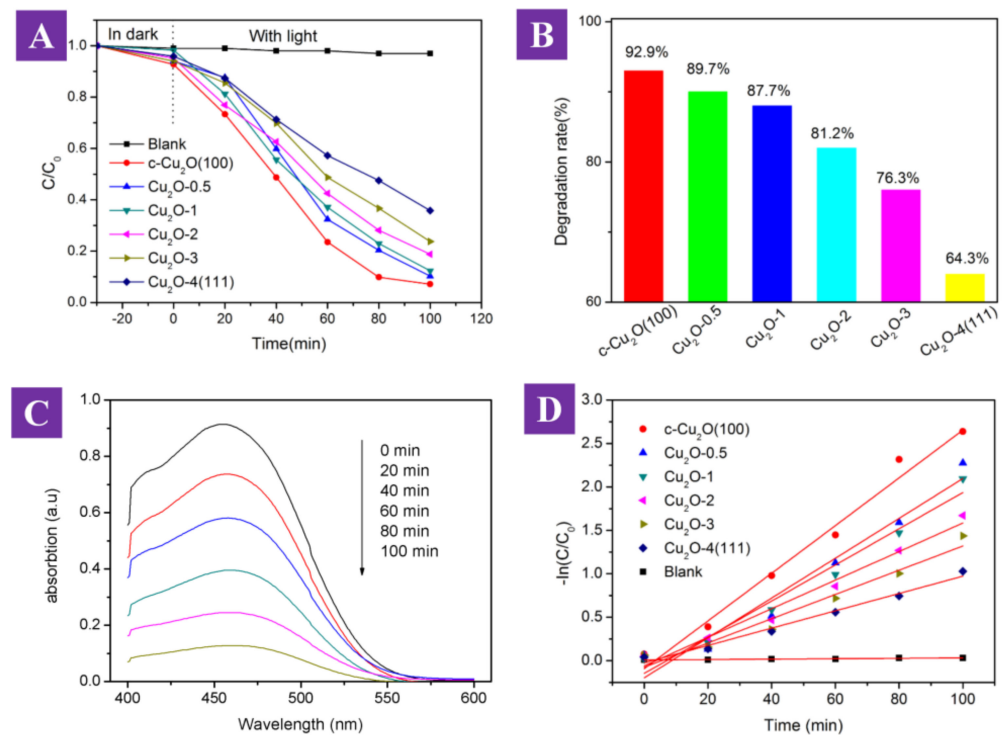 A
In dark
With light
1.0
0.8
0.6
0.4
0.2
0.0
C/C0
Blank
c-Cu2O(100)
Cu2O-0.5
Cu2O-1
Cu2O-2
Cu2O-3
Cu2O-4(111)
-20 0 20 40 60 80 100 120
Time(min)
B
100
80
60
Degradation rate(%)
92.9%
89.7%
87.7%
81.2%
76.3%
64.3%
c-Cu2O(100)
Cu2O-0.5
Cu2O-1
Cu2O-2
Cu2O-3
Cu2O-4(111)
C
1.0
0.8
0.6
0.4
0.2
0.0
absorbtion (a.u)
0 min
20 min
40 min
60 min
80 min
100 min
400 450 500 550 600
Wavelength (nm)
D
3.0
2.5
2.0
1.5
1.0
0.5
0.0
-ln(C/C0)
c-Cu2O(100)
Cu2O-0.5
Cu2O-1
Cu2O-2
Cu2O-3
Cu2O-4(111)
Blank
0 20 40 60 80 100
Time (min)